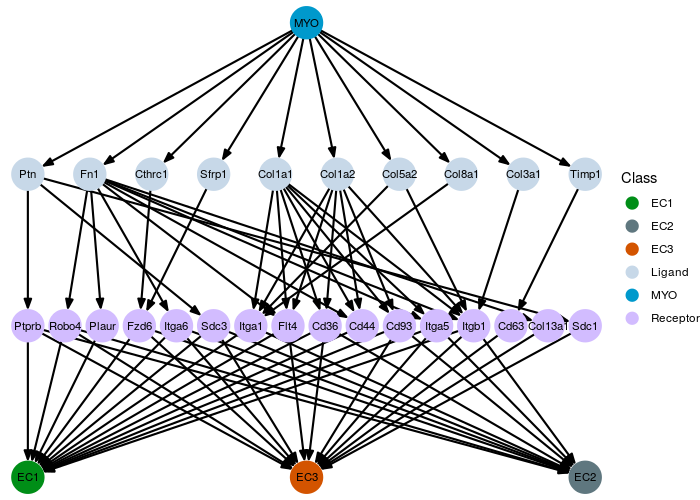 MYO
Ptn Fn1 Cthrc1 Sfrp1 Col1a1 Col1a2 Col5a2 Col8a1 Col3a1 Timp1
Ptprb Robo4 Plaur Fzd6 Itga6 Sdc3 Itga1 Flt4 Cd36 Cd44 Cd93 Itga5 Itgb1 Cd63 Col13a1 Sdc1
EC1 EC3 EC2
Class
EC1
EC2
EC3
Ligand
MYO
Receptor